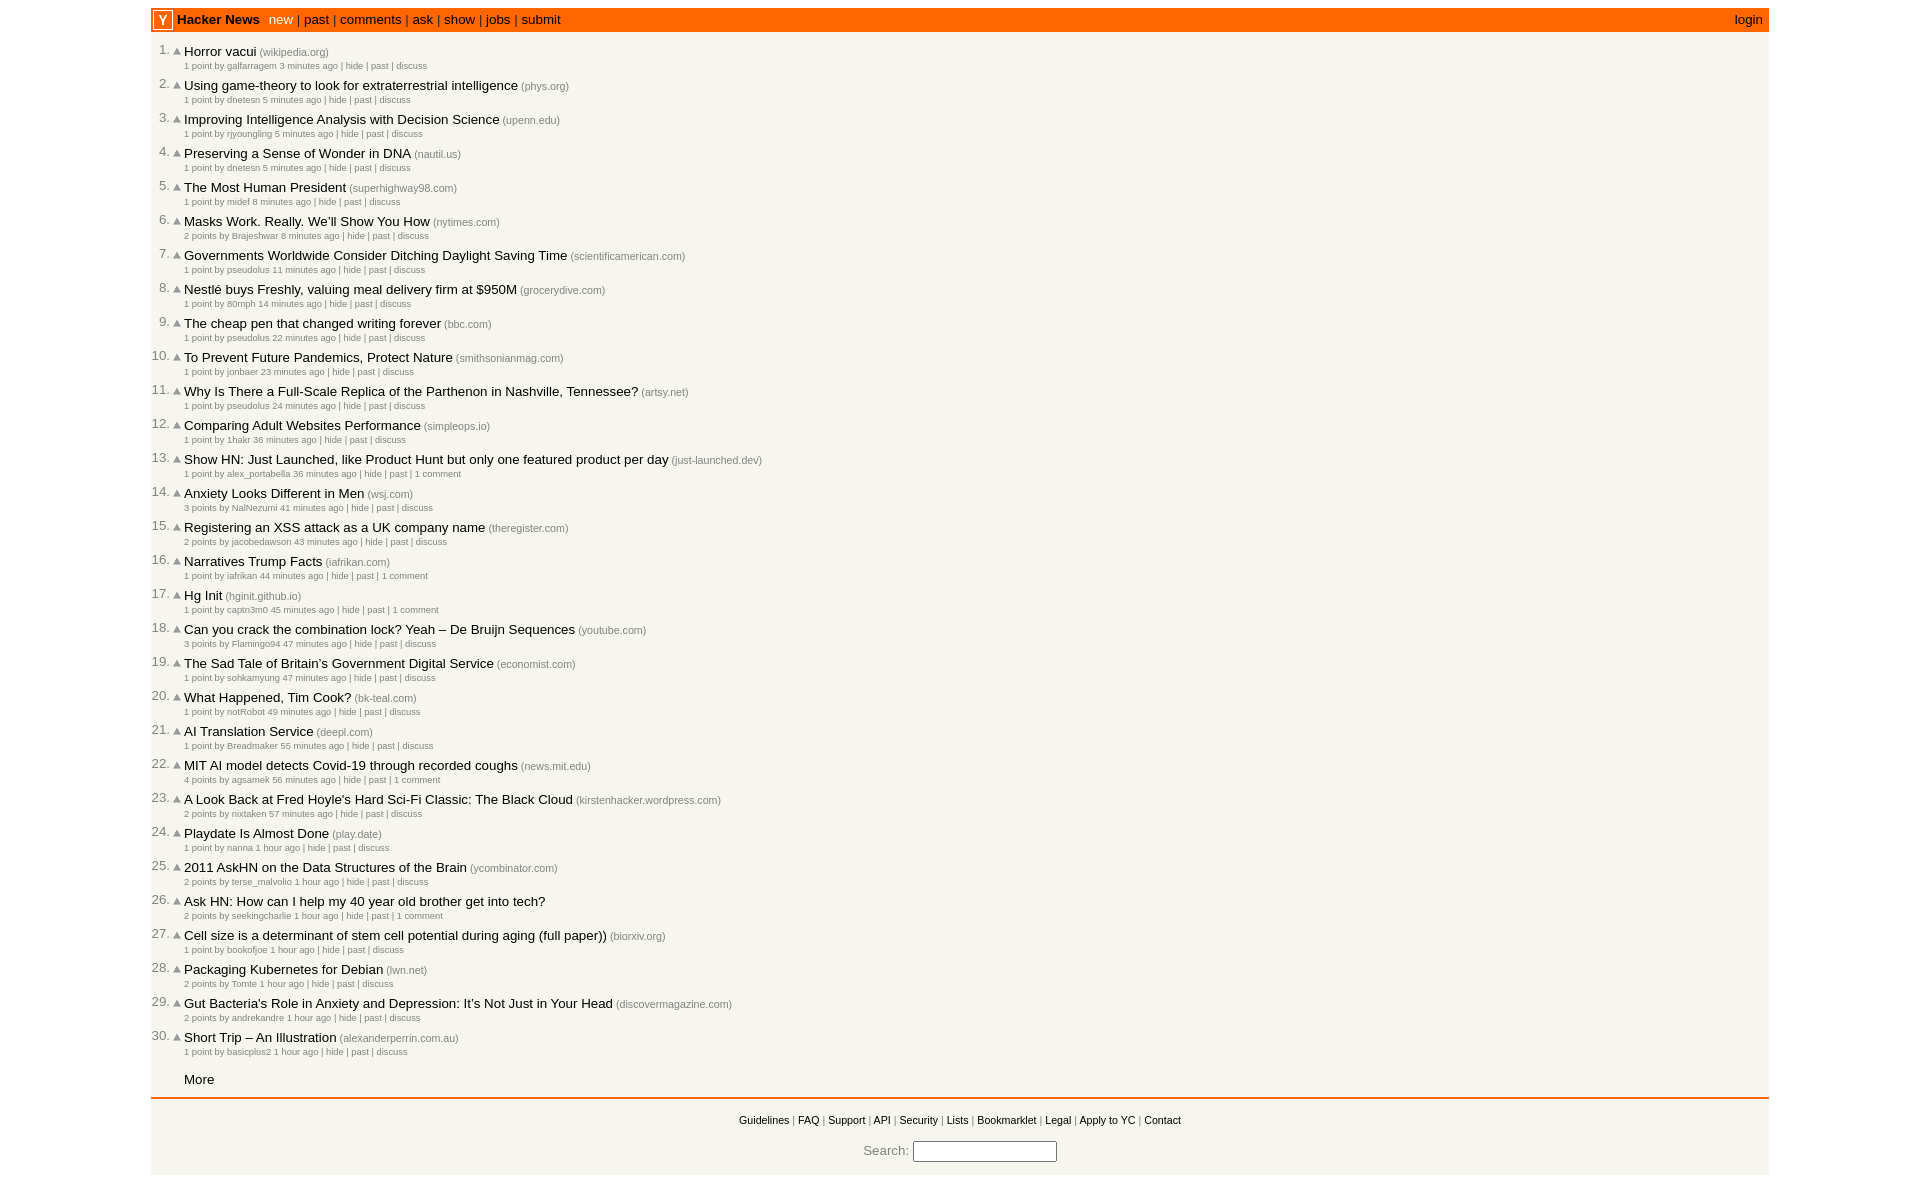 Y Hacker News new | past | comments | ask | show | jobs | submit login
1. Horror vacui (wikipedia.org)
1 point by galfarragem 3 minutes ago | hide | past | discuss
2. Using game-theory to look for extraterrestrial intelligence (phys.org)
1 point by dnetesn 5 minutes ago | hide | past | discuss
3. Improving Intelligence Analysis with Decision Science (upenn.edu)
1 point by rjyoungling 5 minutes ago | hide | past | discuss
4. Preserving a Sense of Wonder in DNA (nautil.us)
1 point by dnetesn 5 minutes ago | hide | past | discuss
5. The Most Human President (superhighway98.com)
1 point by midef 8 minutes ago | hide | past | discuss
6. Masks Work. Really. We’ll Show You How (nytimes.com)
2 points by Brajeshwar 8 minutes ago | hide | past | discuss
7. Governments Worldwide Consider Ditching Daylight Saving Time (scientificamerican.com)
1 point by pseudolus 11 minutes ago | hide | past | discuss
8. Nestlé buys Freshly, valuing meal delivery firm at $950M (grocerydive.com)
1 point by 80mph 14 minutes ago | hide | past | discuss
9. The cheap pen that changed writing forever (bbc.com)
1 point by pseudolus 22 minutes ago | hide | past | discuss
10. To Prevent Future Pandemics, Protect Nature (smithsonianmag.com)
1 point by jonbaer 23 minutes ago | hide | past | discuss
11. Why Is There a Full-Scale Replica of the Parthenon in Nashville, Tennessee? (artsy.net)
1 point by pseudolus 24 minutes ago | hide | past | discuss
12. Comparing Adult Websites Performance (simpleops.io)
1 point by 1hakr 36 minutes ago | hide | past | discuss
13. Show HN: Just Launched, like Product Hunt but only one featured product per day (just-launched.dev)
1 point by alex_portabella 36 minutes ago | hide | past | 1 comment
14. Anxiety Looks Different in Men (wsj.com)
3 points by NalNezumi 41 minutes ago | hide | past | discuss
15. Registering an XSS attack as a UK company name (theregister.com)
2 points by jacobedawson 43 minutes ago | hide | past | discuss
16. Narratives Trump Facts (iafrikan.com)
1 point by iafrikan 44 minutes ago | hide | past | 1 comment
17. Hg Init (hginit.github.io)
1 point by captn3m0 45 minutes ago | hide | past | 1 comment
18. Can you crack the combination lock? Yeah – De Bruijn Sequences (youtube.com)
3 points by Flamingo94 47 minutes ago | hide | past | discuss
19. The Sad Tale of Britain’s Government Digital Service (economist.com)
1 point by sohkamyung 47 minutes ago | hide | past | discuss
20. What Happened, Tim Cook? (bk-teal.com)
1 point by notRobot 49 minutes ago | hide | past | discuss
21. AI Translation Service (deepl.com)
1 point by Breadmaker 55 minutes ago | hide | past | discuss
22. MIT AI model detects Covid-19 through recorded coughs (news.mit.edu)
4 points by agsamek 56 minutes ago | hide | past | 1 comment
23. A Look Back at Fred Hoyle's Hard Sci-Fi Classic: The Black Cloud (kirstenhacker.wordpress.com)
2 points by nixtaken 57 minutes ago | hide | past | discuss
24. Playdate Is Almost Done (play.date)
1 point by nanna 1 hour ago | hide | past | discuss
25. 2011 AskHN on the Data Structures of the Brain (ycombinator.com)
2 points by terse_malvolio 1 hour ago | hide | past | discuss
26. Ask HN: How can I help my 40 year old brother get into tech?
2 points by seekingcharlie 1 hour ago | hide | past | 1 comment
27. Cell size is a determinant of stem cell potential during aging (full paper)) (biorxiv.org)
1 point by bookofjoe 1 hour ago | hide | past | discuss
28. Packaging Kubernetes for Debian (lwn.net)
2 points by Tomte 1 hour ago | hide | past | discuss
29. Gut Bacteria's Role in Anxiety and Depression: It’s Not Just in Your Head (discovermagazine.com)
2 points by andrekandre 1 hour ago | hide | past | discuss
30. Short Trip – An Illustration (alexanderperrin.com.au)
1 point by basicplus2 1 hour ago | hide | past | discuss
More
Guidelines | FAQ | Support | API | Security | Lists | Bookmarklet | Legal | Apply to YC | Contact
Search: